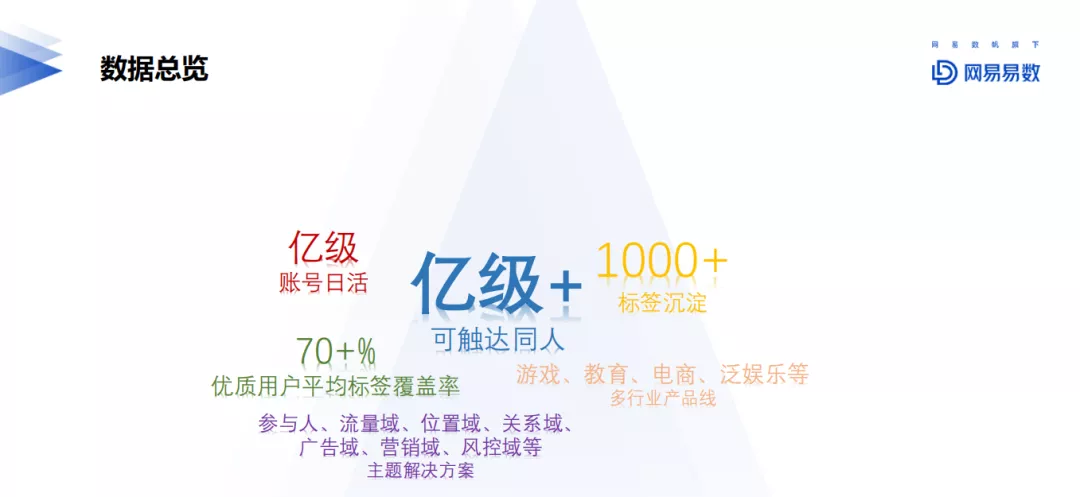 数据总览
网易数帆旗下
网易易数
亿级
账号日活
亿级+
可触达同人
1000+
标签沉淀
70+%
优质用户平均标签覆盖率
游戏、教育、电商、泛娱乐等
多行业产品线
参与人、流量域、位置域、关系域、
广告域、营销域、风控域等
主题解决方案